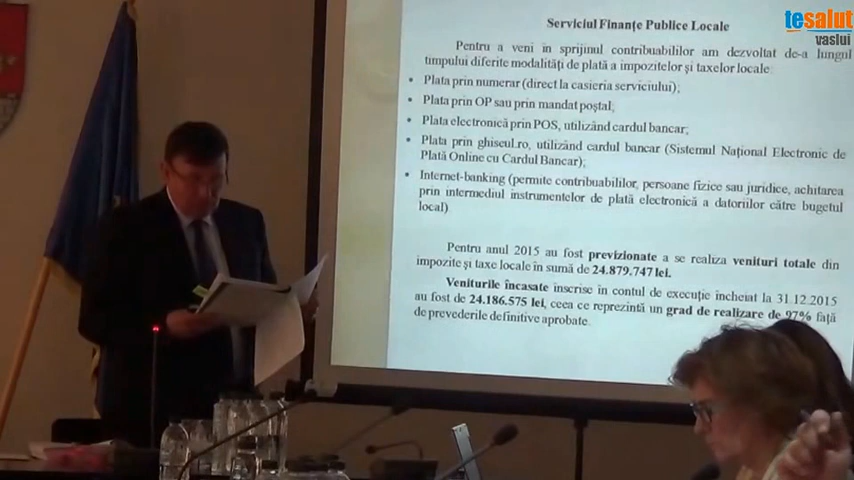 tesalut
vaslui
Serviciul Finanțe Publice Locale
Pentru a veni în sprijinul contribuabililor am dezvoltat de-a lungul
timpului diferite modalități de plată a impozitelor și taxelor locale:
• Plata prin numerar (direct la casieria serviciului);
• Plata prin OP sau prin mandat poștal;
• Plata electronică prin POS, utilizând cardul bancar;
• Plata prin ghiseul.ro, utilizând cardul bancar (Sistemul Național Electronic de
Plată Online cu Cardul Bancar);
• Internet-banking (permite contribuabililor, persoane fizice sau juridice, achitarea
prin intermediul instrumentelor de plată electronică a datoriilor către bugetul
local)
Pentru anul 2015 au fost previzionate a se realiza venituri totale din
impozite și taxe locale în sumă de 24.879.747 lei.
Veniturile încasate inscrise în contul de execuție încheiat la 31.12.2015
au fost de 24.186.575 lei, ceea ce reprezintă un grad de realizare de 97% față
de prevederile definitive aprobate.